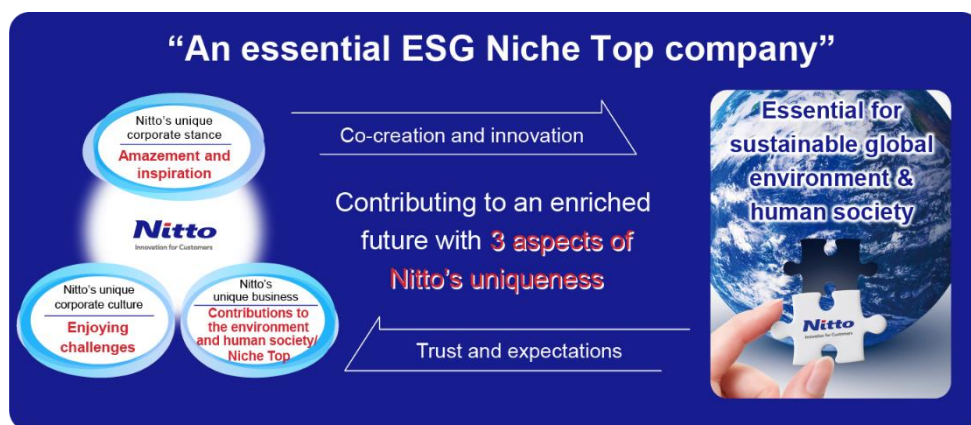 “An essential ESG Niche Top company”
Nitto’s unique
corporate stance
Amazement and
inspiration
Nitto
Innovation for Customers
Nitto’s unique
corporate culture
Enjoying
challenges
Nitto’s
unique business
Contributions to
the environment
and human society/
Niche Top
Co-creation and innovation
Contributing to an enriched
future with 3 aspects of
Nitto’s uniqueness
Trust and expectations
Essential for
sustainable global
environment &
human society
Nitto
Innovation for Customers